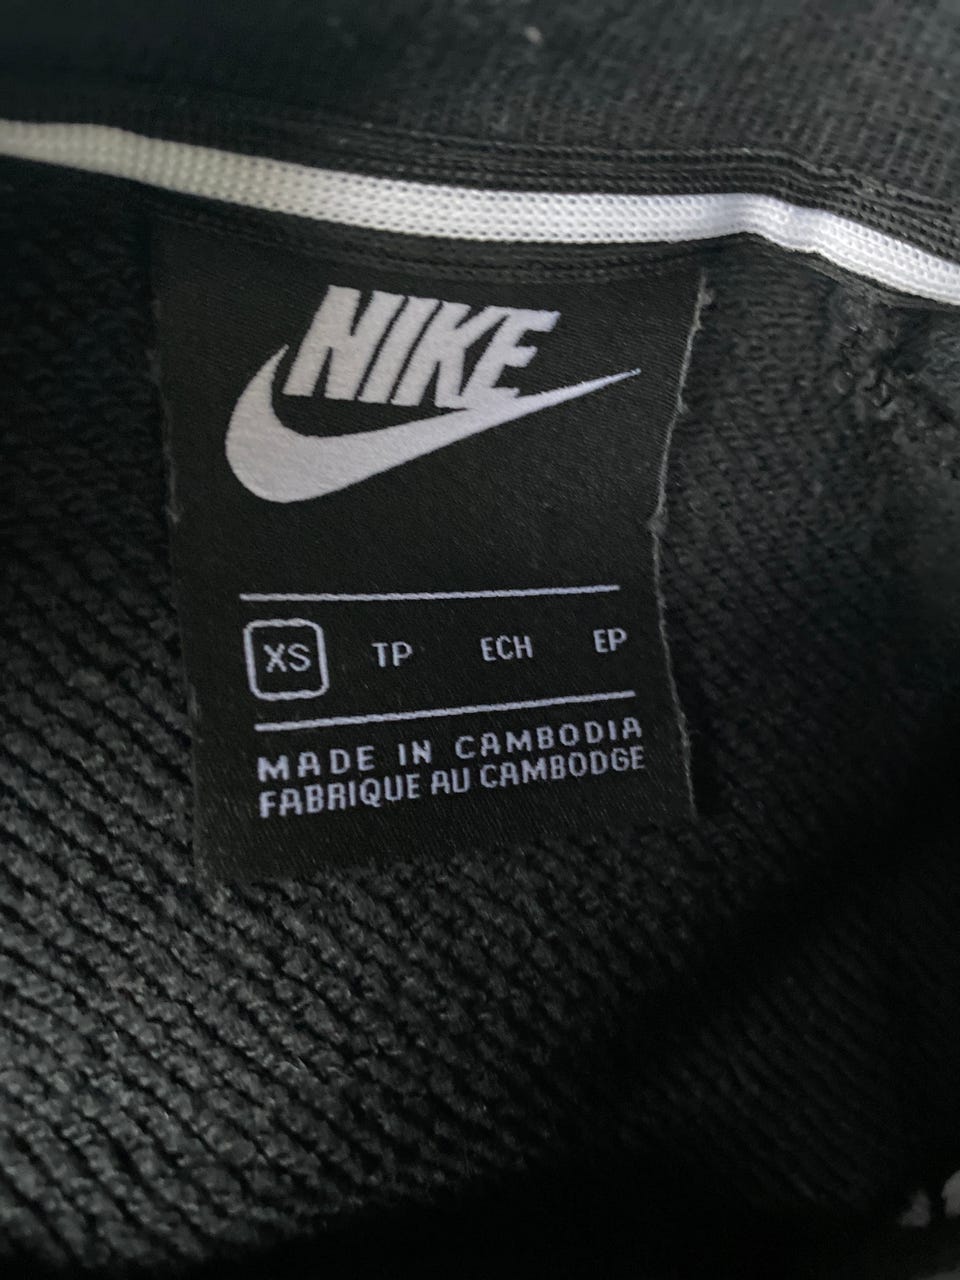 NIKE
XS TP ECH EP
MADE IN CAMBODIA
FABRIQUE AU CAMBODGE